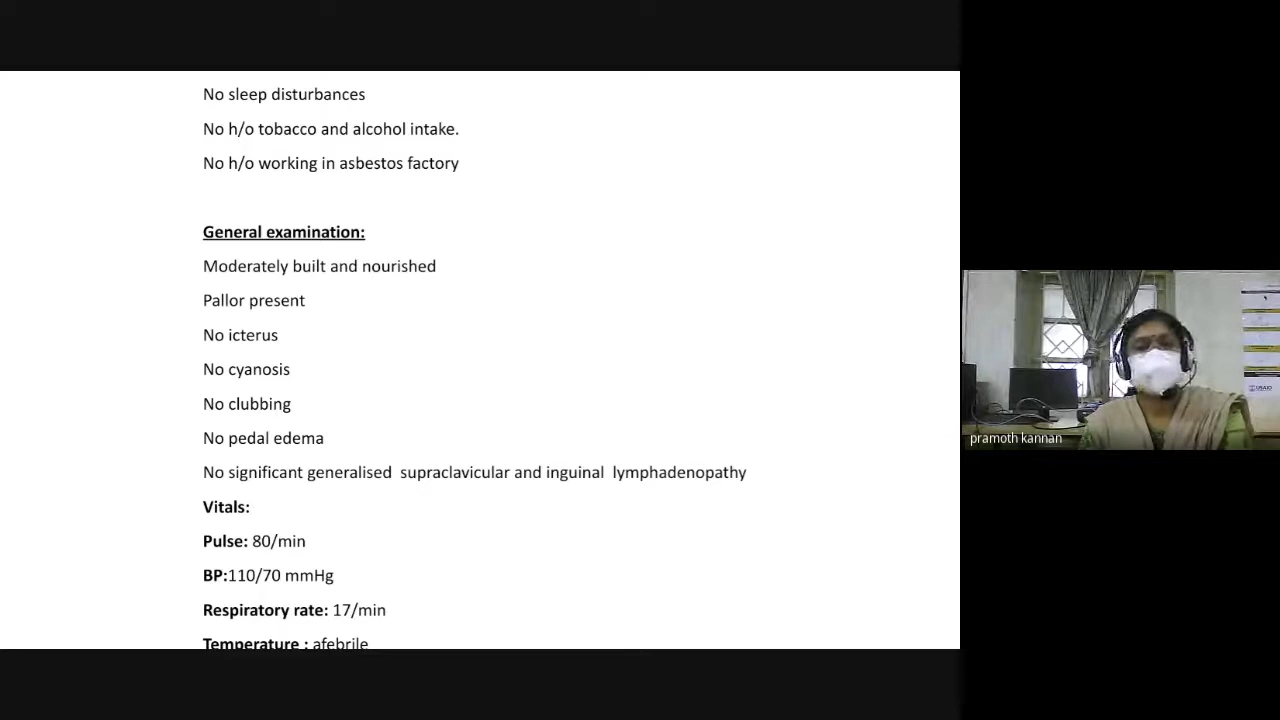 No sleep disturbances
No h/o tobacco and alcohol intake.
No h/o working in asbestos factory
General examination:
Moderately built and nourished
Pallor present
No icterus
No cyanosis
No clubbing
No pedal edema
No significant generalised  supraclavicular and inguinal  lymphadenopathy
Vitals:
Pulse: 80/min
BP:110/70 mmHg
Respiratory rate: 17/min
Temperature : afebrile
USAID
pramoth kannan